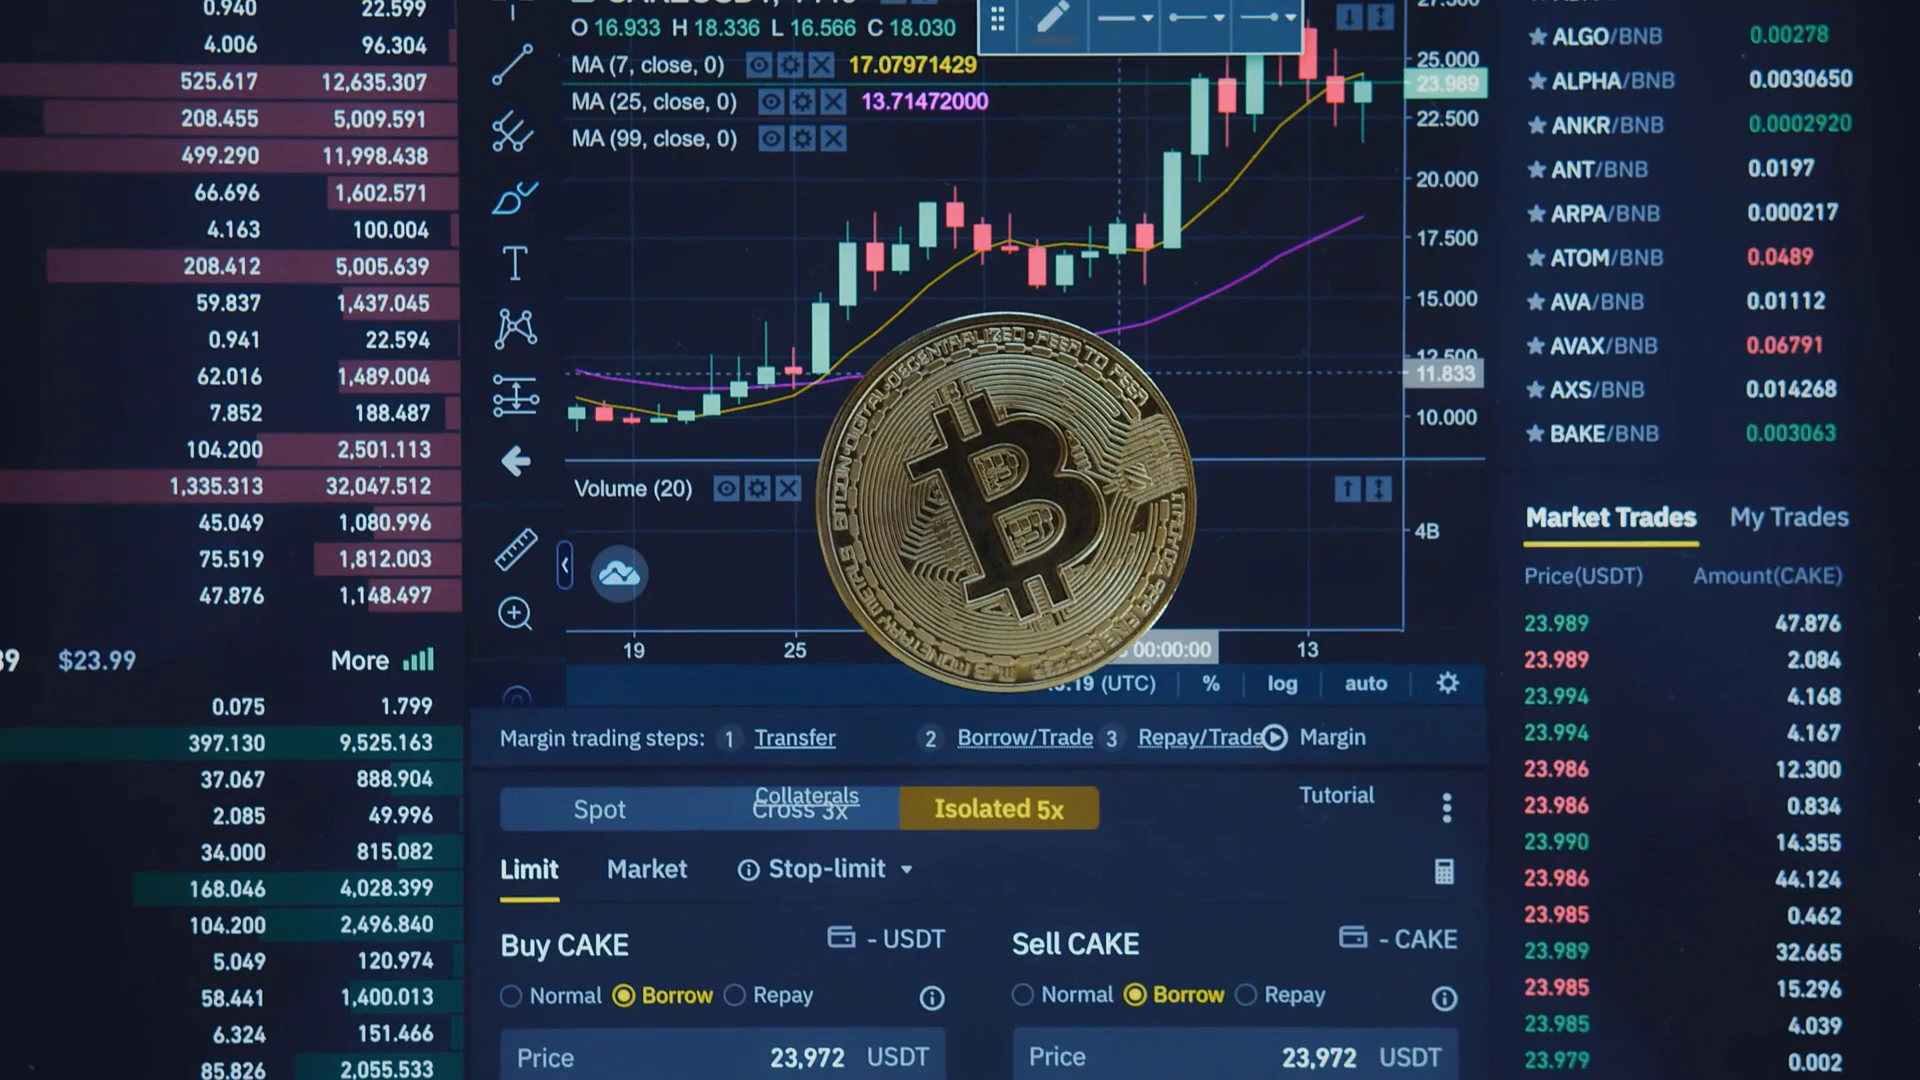 0.940 22.599
4.006 96.304
525.617 12,635.307
208.455 5,009.591
499.290 11,998.438
66.696 1,602.571
4.163 100.004
208.412 5,005.639
59.837 1,437.045
0.941 22.594
62.016 1,489.004
7.852 188.487
104.200 2,501.113
1,335.313 32,047.512
45.049 1,080.996
75.519 1,812.003
47.876 1,148.497
$23.99 More
0.075 1.799
397.130 9,525.163
37.067 888.904
2.085 49.996
34.000 815.082
168.046 4,028.399
104.200 2,496.840
5.049 120.974
58.441 1,400.013
6.324 151.466
85.826 2,055.533
O 16.933 H 18.336 L 16.566 C 18.030
MA (7, close, 0) 17.07971429
MA (25, close, 0) 13.71472000
MA (99, close, 0)
25.000
23.989
22.500
20.000
17.500
15.000
12.500
11.833
10.000
Volume (20)
4B
BITCOIN • DIGITAL • DECENTRALIZED • PEER TO PEER
19 25 00:00:00 13
19 (UTC) % log auto
Margin trading steps: 1 Transfer 2 Borrow/Trade 3 Repay/Trade Margin
Collaterals Tutorial
Spot Cross 3x Isolated 5x
Limit Market Stop-limit
Buy CAKE - USDT Sell CAKE - CAKE
Normal Borrow Repay Normal Borrow Repay
Price 23,972 USDT Price 23,972 USDT
ALGO/BNB 0.00278
ALPHA/BNB 0.0030650
ANKR/BNB 0.0002920
ANT/BNB 0.0197
ARPA/BNB 0.000217
ATOM/BNB 0.0489
AVA/BNB 0.01112
AVAX/BNB 0.06791
AXS/BNB 0.014268
BAKE/BNB 0.003063
Market Trades My Trades
Price(USDT) Amount(CAKE)
23.989 47.876
23.989 2.084
23.994 4.168
23.994 4.167
23.986 12.300
23.986 0.834
23.990 14.355
23.986 44.124
23.985 0.462
23.989 32.665
23.985 15.296
23.985 4.039
23.979 0.002